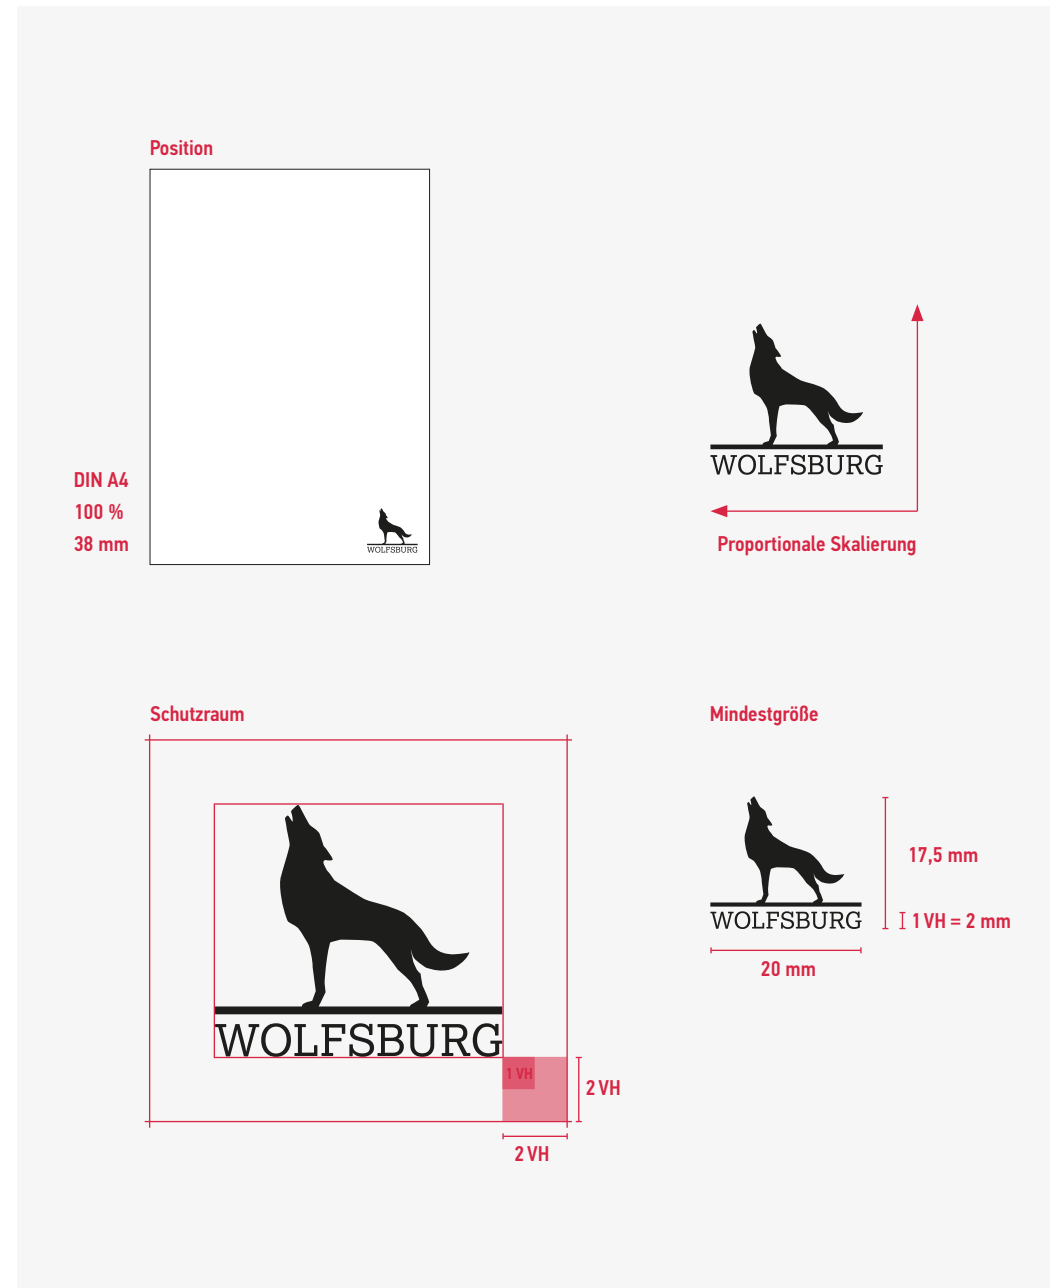 Position
DIN A4
100 %
38 mm
WOLFSBURG
WOLFSBURG
Proportionale Skalierung
Schutzraum
WOLFSBURG
1 VH
2 VH
2 VH
Mindestgröße
WOLFSBURG
17,5 mm
1 VH = 2 mm
20 mm